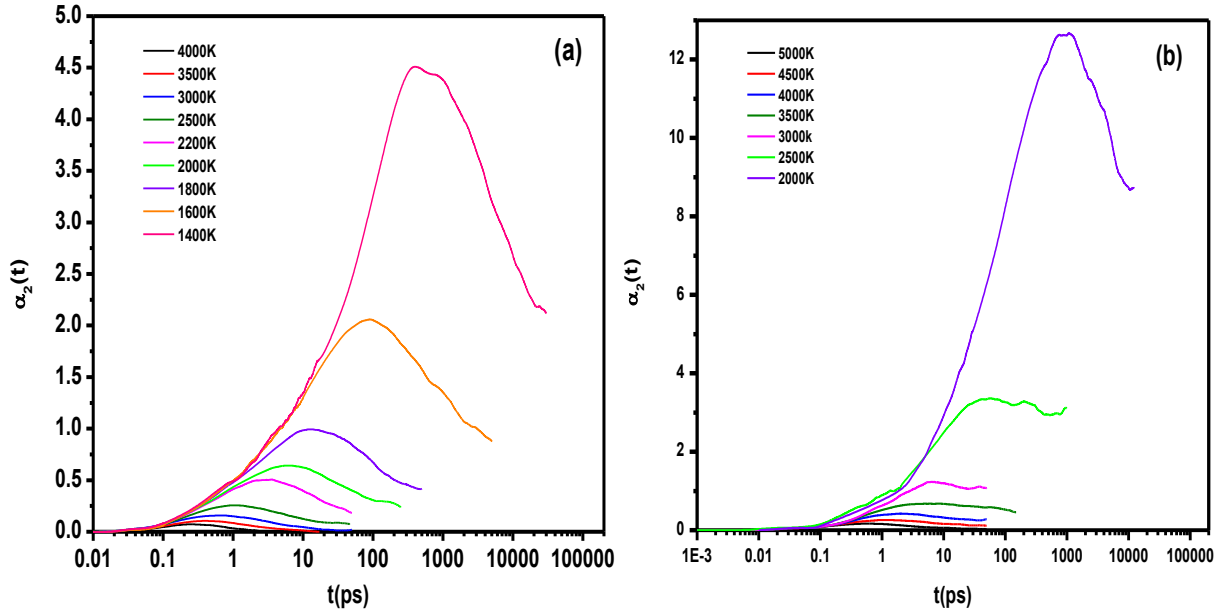 (a)
5.0
4.5
4.0
3.5
3.0
2.5
2.0
1.5
1.0
0.5
0.0
α₂(t)
4000K
3500K
3000K
2500K
2200K
2000K
1800K
1600K
1400K
0.01 0.1 1 10 100 1000 10000 100000
t(ps)
(b)
12
10
8
6
4
2
0
α₂(t)
5000K
4500K
4000K
3500K
3000k
2500K
2000K
1E-3 0.01 0.1 1 10 100 1000 10000 100000
t(ps)